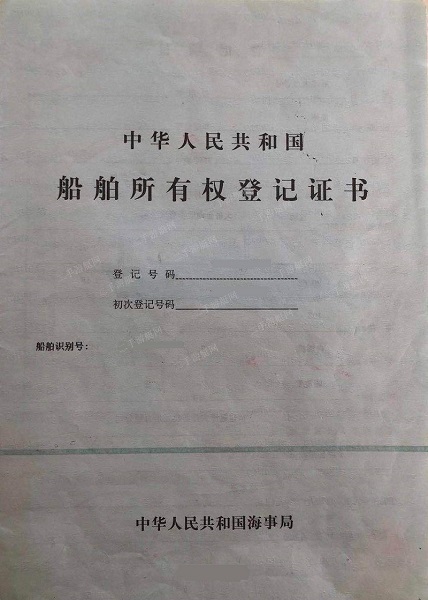 中华人民共和国
船舶所有权登记证书
登记号码
初次登记号码
船舶识别号:
中华人民共和国海事局